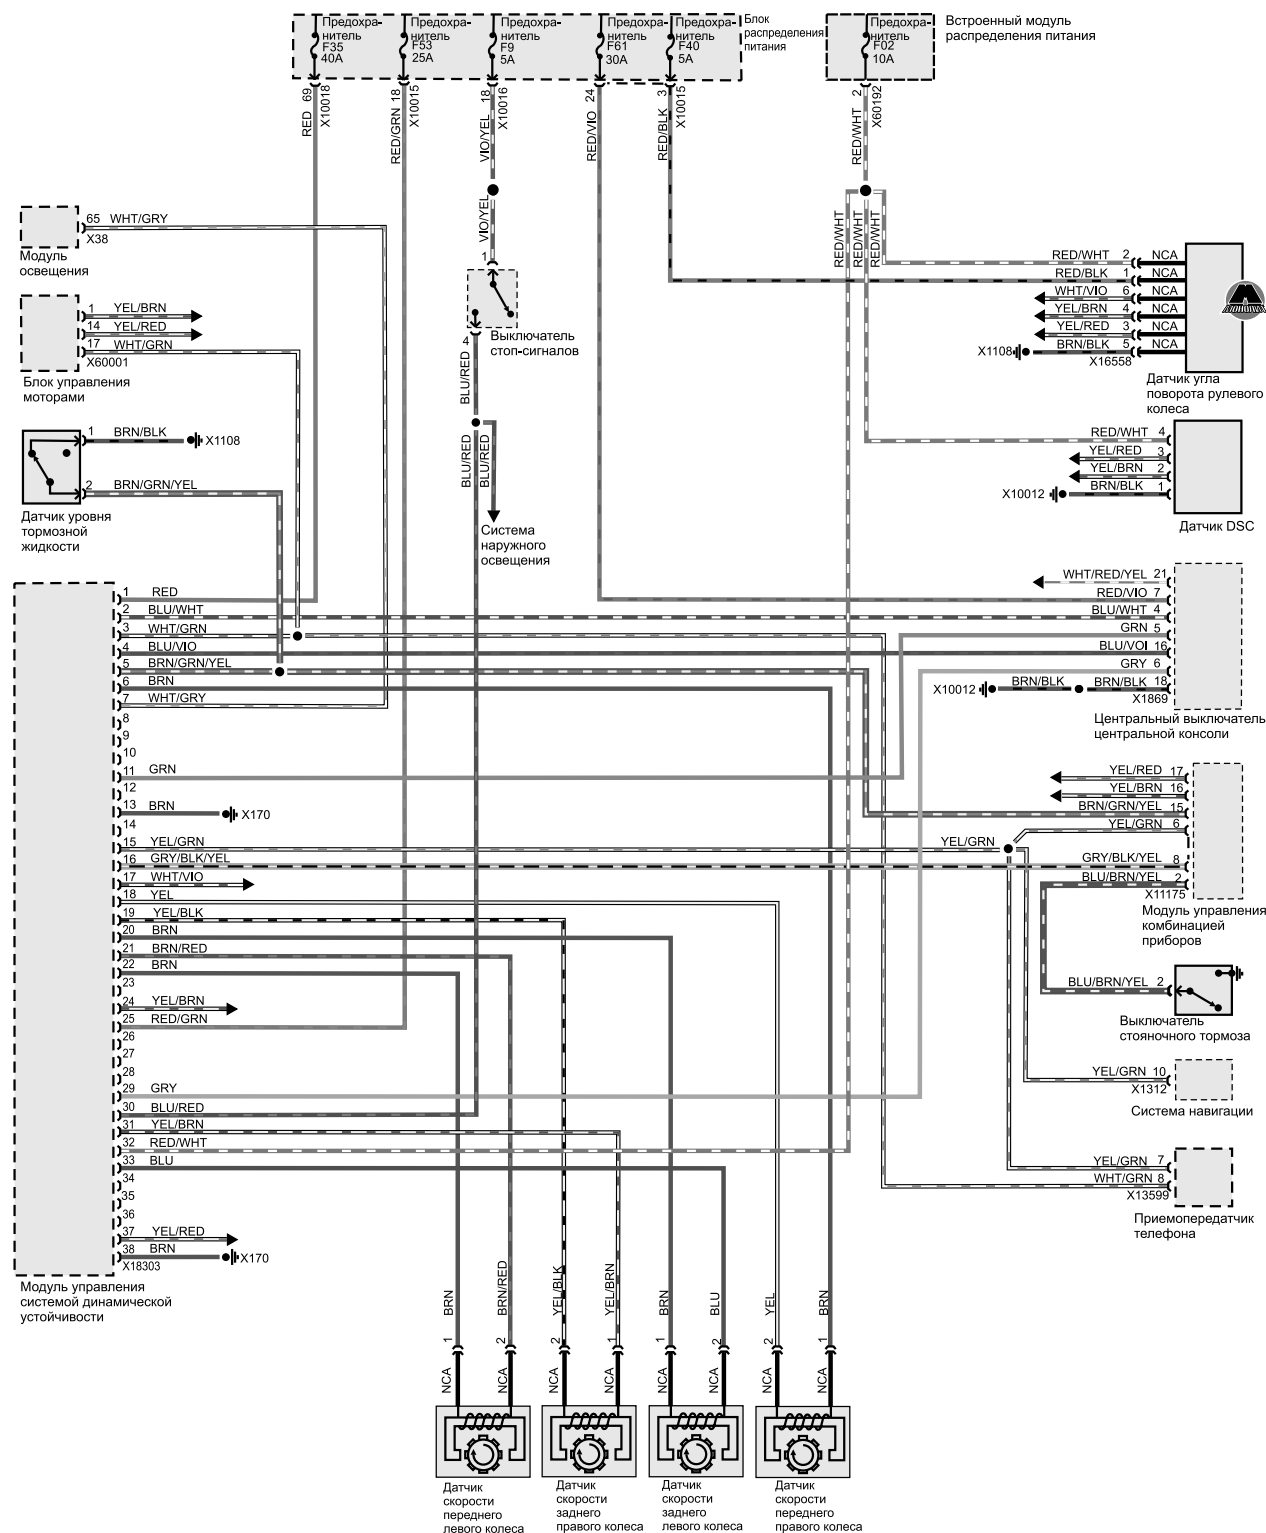 Предохра-
нитель
F35
40A
Предохра-
нитель
F53
25A
Предохра-
нитель
F9
5A
Предохра-
нитель
F61
30A
Предохра-
нитель
F40
5A
Блок
распределения
питания
Предохра-
нитель
F02
10A
Встроенный модуль
распределения питания
69
X10018
RED
18
X10015
RED/GRN
18
X10016
VIO/YEL
24
RED/VIO
3
X10015
RED/BLK
2
X60192
RED/WHT
VIO/YEL
1
RED/WHT
RED/WHT
RED/WHT
65 WHT/GRY
X38
Модуль
освещения
1 YEL/BRN
14 YEL/RED
17 WHT/GRN
X60001
Блок управления
моторами
Выключатель
стоп-сигналов
4
BLU/RED
BLU/RED
BLU/RED
Система
наружного
освещения
1 BRN/BLK
X1108
2 BRN/GRN/YEL
Датчик уровня
тормозной
жидкости
RED/WHT 2 NCA
RED/BLK 1 NCA
WHT/VIO 6 NCA
YEL/BRN 4 NCA
YEL/RED 3 NCA
X1108 BRN/BLK 5 NCA
X16558
Датчик угла
поворота рулевого
колеса
RED/WHT 4
YEL/RED 3
YEL/BRN 2
X10012 BRN/BLK 1
Датчик DSC
WHT/RED/YEL 21
RED/VIO 7
BLU/WHT 4
GRN 5
BLU/VOI 16
GRY 6
X10012 BRN/BLK BRN/BLK 18
X1869
Центральный выключатель
центральной консоли
YEL/RED 17
YEL/BRN 16
BRN/GRN/YEL 15
YEL/GRN 6
YEL/GRN
GRY/BLK/YEL 8
BLU/BRN/YEL 2
X11175
Модуль управления
комбинацией
приборов
BLU/BRN/YEL 2
Выключатель
стояночного тормоза
YEL/GRN 10
X1312
Система навигации
YEL/GRN 7
WHT/GRN 8
X13599
Приемопередатчик
телефона
1 RED
2 BLU/WHT
3 WHT/GRN
4 BLU/VIO
5 BRN/GRN/YEL
6 BRN
7 WHT/GRY
8
9
10
11 GRN
12
13 BRN X170
14
15 YEL/GRN
16 GRY/BLK/YEL
17 WHT/VIO
18 YEL
19 YEL/BLK
20 BRN
21 BRN/RED
22 BRN
23
24 YEL/BRN
25 RED/GRN
26
27
28
29 GRY
30 BLU/RED
31 YEL/BRN
32 RED/WHT
33 BLU
34
35
36
37 YEL/RED
38 BRN X170
X18303
Модуль управления
системой динамической
устойчивости
BRN
1
NCA
BRN/RED
2
NCA
YEL/BLK
2
NCA
YEL/BRN
1
NCA
BRN
1
NCA
BLU
2
NCA
YEL
2
NCA
BRN
1
NCA
Датчик
скорости
переднего
левого колеса
Датчик
скорости
заднего
правого колеса
Датчик
скорости
заднего
левого колеса
Датчик
скорости
переднего
правого колеса